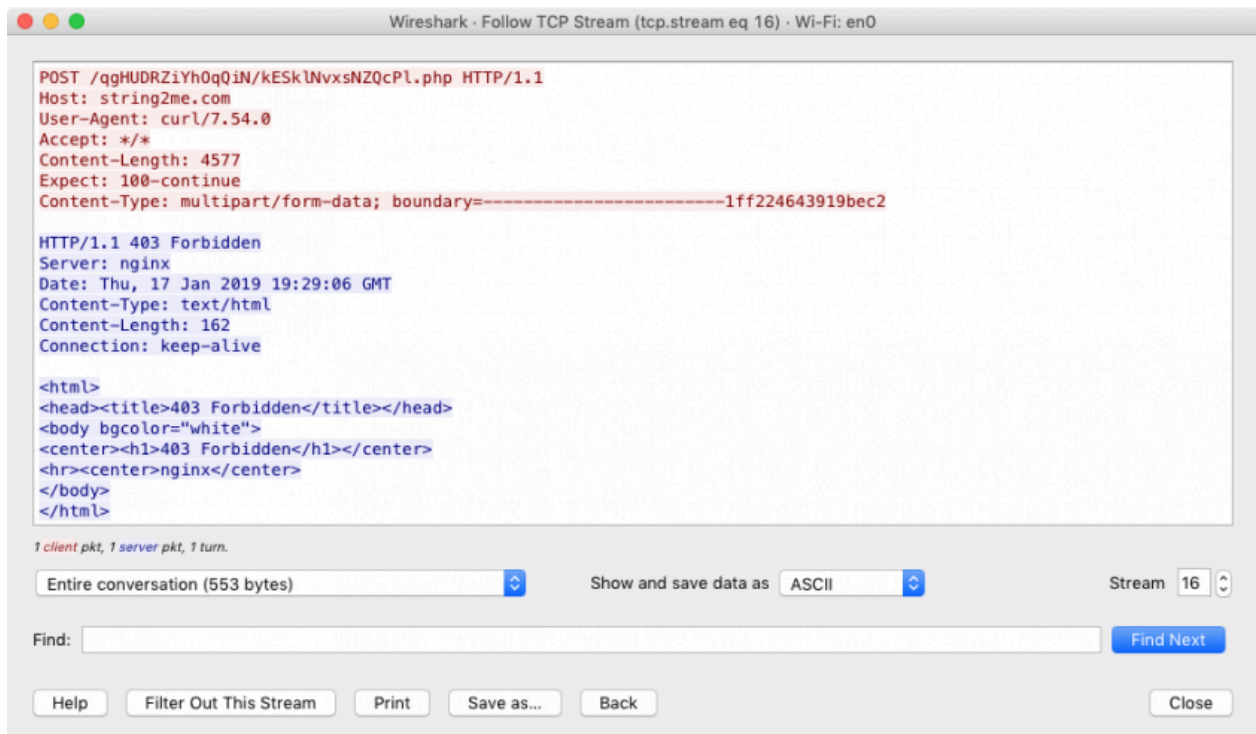 Wireshark · Follow TCP Stream (tcp.stream eq 16) · Wi-Fi: en0
POST /qgHUDRZiYhOqQiN/kESklNvxsNZQcPl.php HTTP/1.1
Host: string2me.com
User-Agent: curl/7.54.0
Accept: */*
Content-Length: 4577
Expect: 100-continue
Content-Type: multipart/form-data; boundary=------------------------1ff224643919bec2
HTTP/1.1 403 Forbidden
Server: nginx
Date: Thu, 17 Jan 2019 19:29:06 GMT
Content-Type: text/html
Content-Length: 162
Connection: keep-alive
<html>
<head><title>403 Forbidden</title></head>
<body bgcolor="white">
<center><h1>403 Forbidden</h1></center>
<hr><center>nginx</center>
</body>
</html>
1 client pkt, 1 server pkt, 1 turn.
Entire conversation (553 bytes) Show and save data as ASCII Stream 16
Find: Find Next
Help Filter Out This Stream Print Save as... Back Close